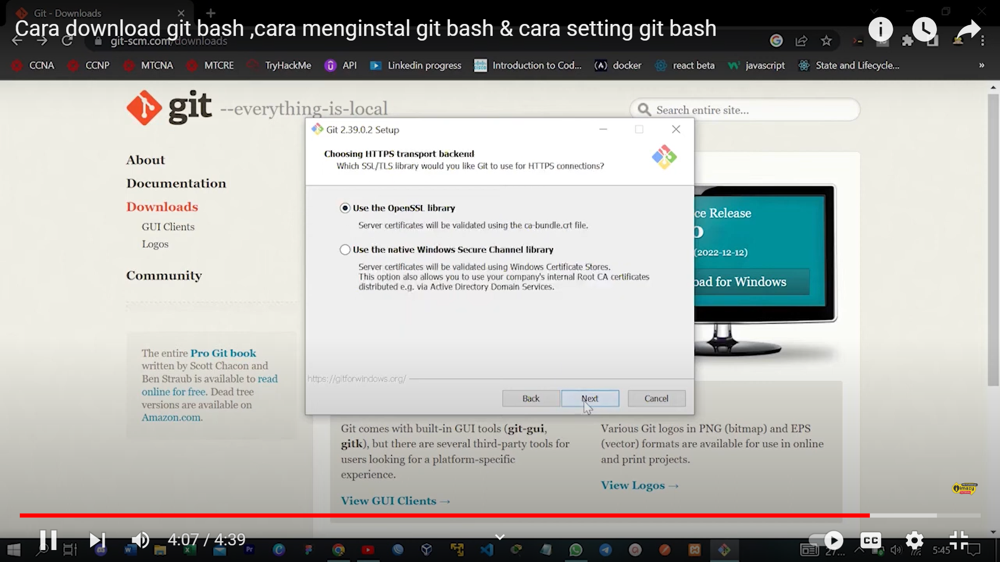 Git - Downloads
Cara download git bash ,cara menginstal git bash & cara setting git bash
git-scm.com/downloads
CCNA
CCNP
MTCNA
MTCRE
TryHackMe
API
Linkedin progress
Introduction to Cod...
docker
react beta
javascript
State and Lifecycle...
»
git --everything-is-local
Search entire site...
About
Documentation
Downloads
GUI Clients
Logos
Community
The entire Pro Git book
written by Scott Chacon and
Ben Straub is available to read
online for free. Dead tree
versions are available on
Amazon.com.
Git 2.39.0.2 Setup
Choosing HTTPS transport backend
Which SSL/TLS library would you like Git to use for HTTPS connections?
Use the OpenSSL library
Server certificates will be validated using the ca-bundle.crt file.
Use the native Windows Secure Channel library
Server certificates will be validated using Windows Certificate Stores.
This option also allows you to use your company's internal Root CA certificates
distributed e.g. via Active Directory Domain Services.
https://gitforwindows.org/
Back
Next
Cancel
ce Release
(2022-12-12)
oad for Windows
Git comes with built-in GUI tools (git-gui,
gitk), but there are several third-party tools for
users looking for a platform-specific
experience.
View GUI Clients →
Various Git logos in PNG (bitmap) and EPS
(vector) formats are available for use in online
and print projects.
View Logos →
imazy
4:07 / 4:39
CC
27...
5:45